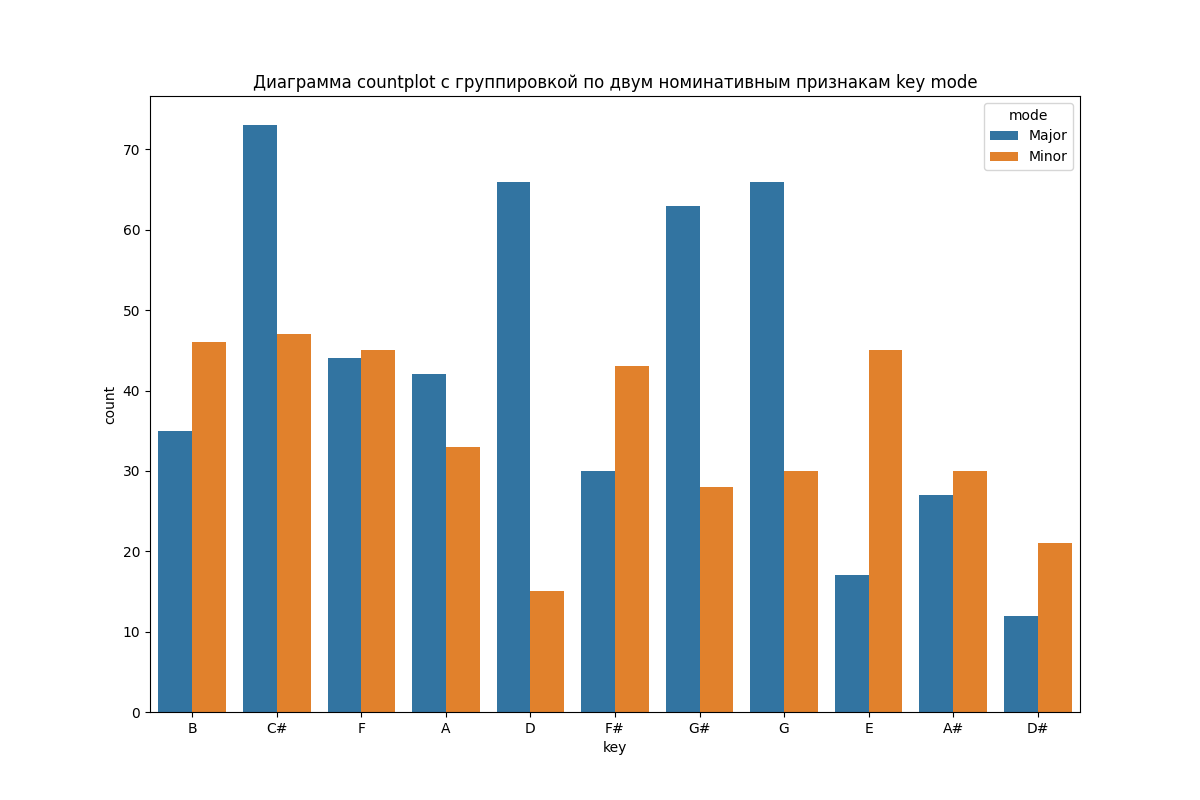 Диаграмма countplot с группировкой по двум номинативным признакам key mode
mode
Major
Minor
count
70
60
50
40
30
20
10
0
B C# F A D F# G# G E A# D#
key